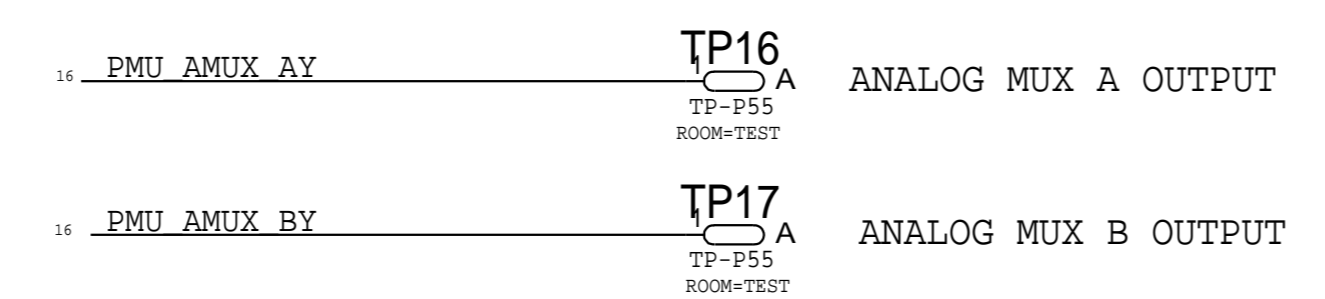 TP16
16 PMU_AMUX_AY 1 A ANALOG MUX A OUTPUT
TP-P55
ROOM=TEST
TP17
16 PMU_AMUX_BY 1 A ANALOG MUX B OUTPUT
TP-P55
ROOM=TEST